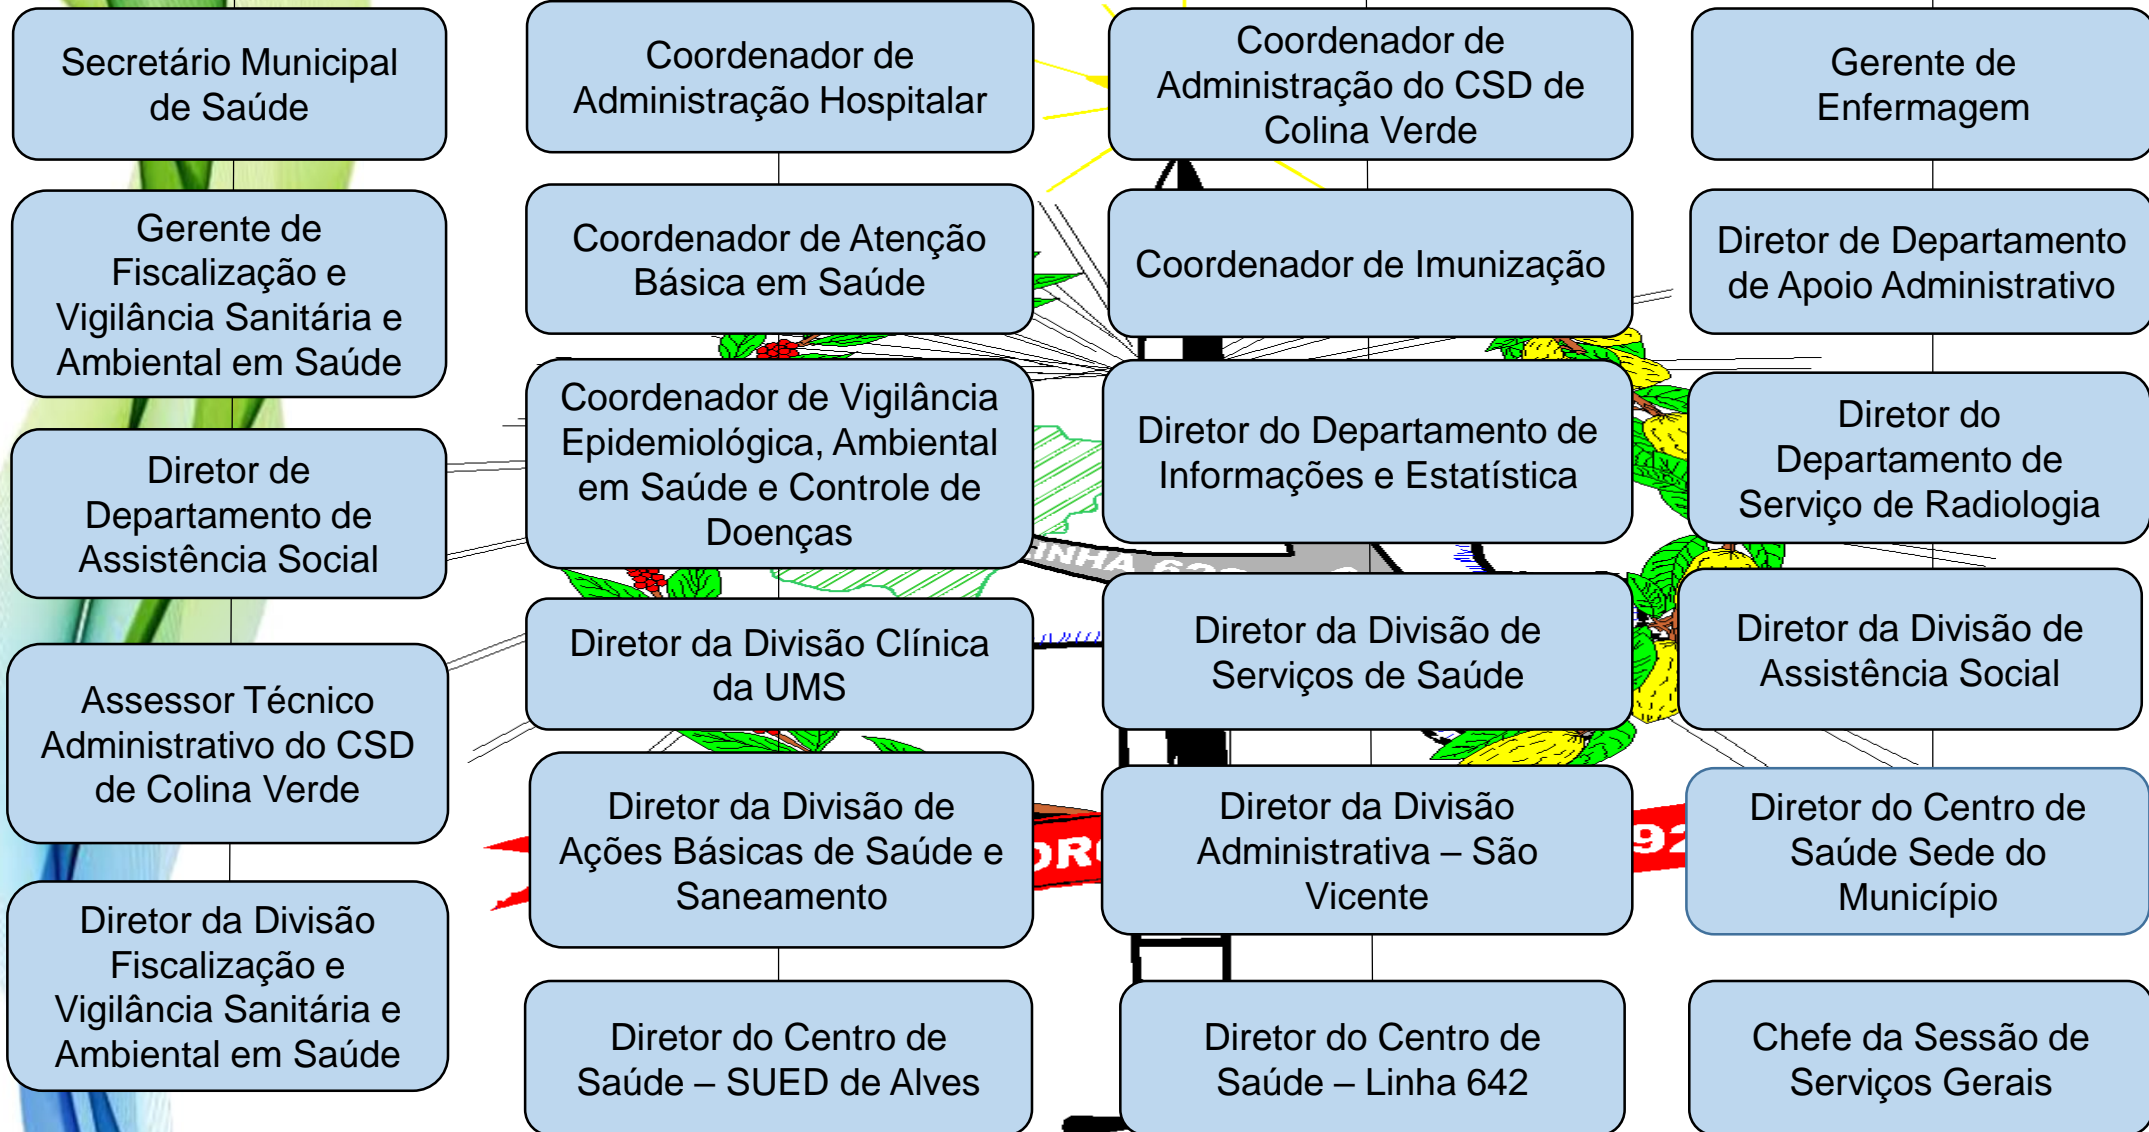 Secretário Municipal
de Saúde
Coordenador de
Administração Hospitalar
Coordenador de
Administração do CSD de
Colina Verde
Gerente de
Enfermagem
Gerente de
Fiscalização e
Vigilância Sanitária e
Ambiental em Saúde
Coordenador de Atenção
Básica em Saúde
Coordenador de Imunização
Diretor de Departamento
de Apoio Administrativo
Diretor de
Departamento de
Assistência Social
Coordenador de Vigilância
Epidemiológica, Ambiental
em Saúde e Controle de
Doenças
Diretor do Departamento de
Informações e Estatística
Diretor do
Departamento de
Serviço de Radiologia
Assessor Técnico
Administrativo do CSD
de Colina Verde
Diretor da Divisão Clínica
da UMS
Diretor da Divisão de
Serviços de Saúde
Diretor da Divisão de
Assistência Social
Diretor da Divisão de
Ações Básicas de Saúde e
Saneamento
Diretor da Divisão
Administrativa – São
Vicente
Diretor do Centro de
Saúde Sede do
Município
Diretor da Divisão
Fiscalização e
Vigilância Sanitária e
Ambiental em Saúde
Diretor do Centro de
Saúde – SUED de Alves
Diretor do Centro de
Saúde – Linha 642
Chefe da Sessão de
Serviços Gerais